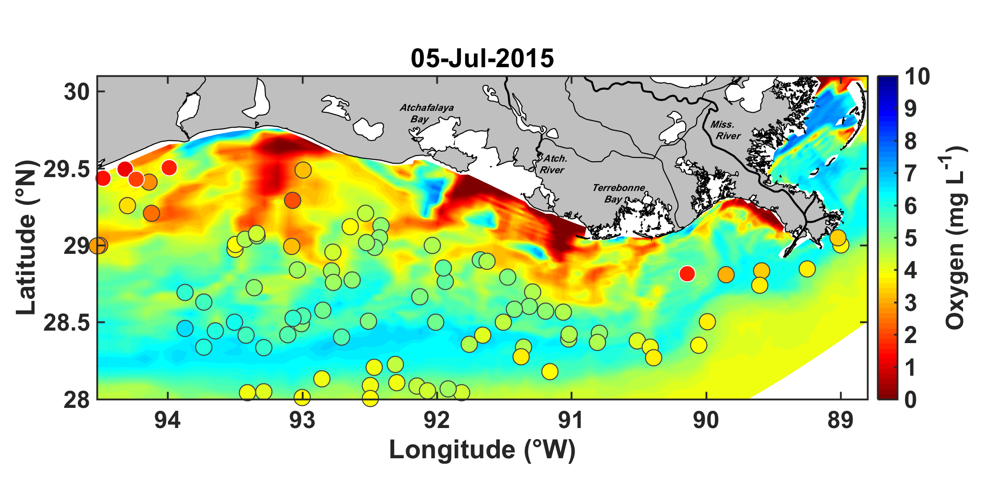 05-Jul-2015
30
29.5
29
28.5
28
Latitude (°N)
94
93
92
91
90
89
Longitude (°W)
Atchafalaya
Bay
Atch.
River
Terrebonne
Bay
Miss.
River
10
9
8
7
6
5
4
3
2
1
0
Oxygen (mg L⁻¹)